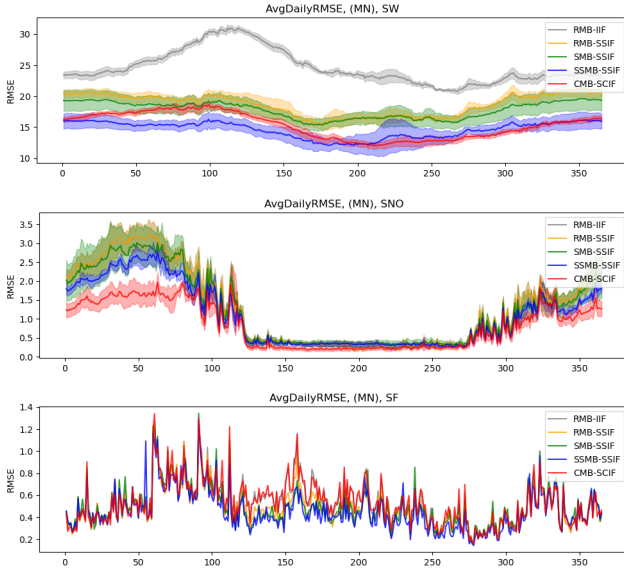 AvgDailyRMSE, (MN), SW
RMSE
30
25
20
15
10
0
50
100
150
200
250
300
350
RMB-IIF
RMB-SSIF
SMB-SSIF
SSMB-SSIF
CMB-SCIF
AvgDailyRMSE, (MN), SNO
RMSE
3.5
3.0
2.5
2.0
1.5
1.0
0.5
0.0
0
50
100
150
200
250
300
350
RMB-IIF
RMB-SSIF
SMB-SSIF
SSMB-SSIF
CMB-SCIF
AvgDailyRMSE, (MN), SF
RMSE
1.4
1.2
1.0
0.8
0.6
0.4
0.2
0
50
100
150
200
250
300
350
RMB-IIF
RMB-SSIF
SMB-SSIF
SSMB-SSIF
CMB-SCIF